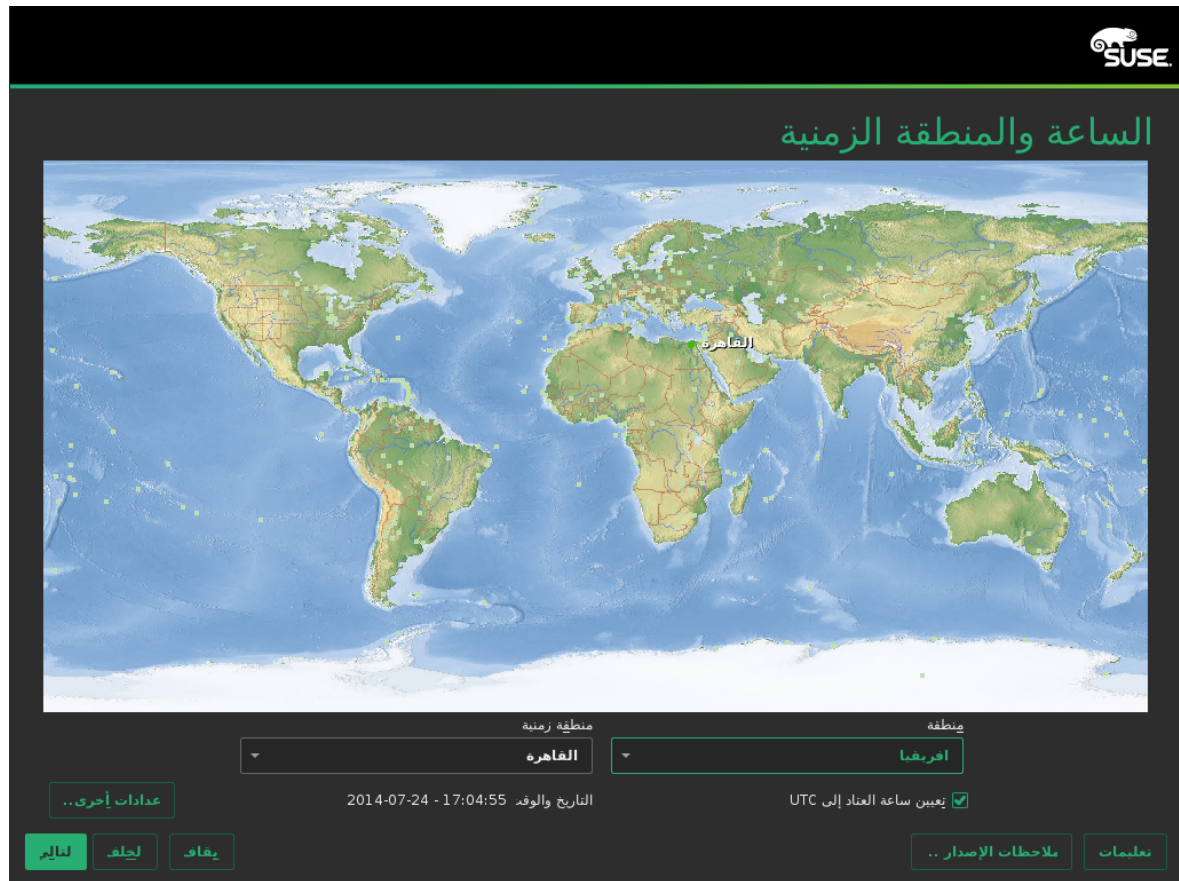 SUSE.
الساعة والمنطقة الزمنية
القاهرة
منطقة
منطقة زمنية
افريقيا
القاهرة
تعيين ساعة العتاد إلى UTC
التاريخ والوقت 2014-07-24 - 17:04:55
عدادات أخرى..
تعليمات
ملاحظات الإصدار ..
يقاف
لخلف
لتالي